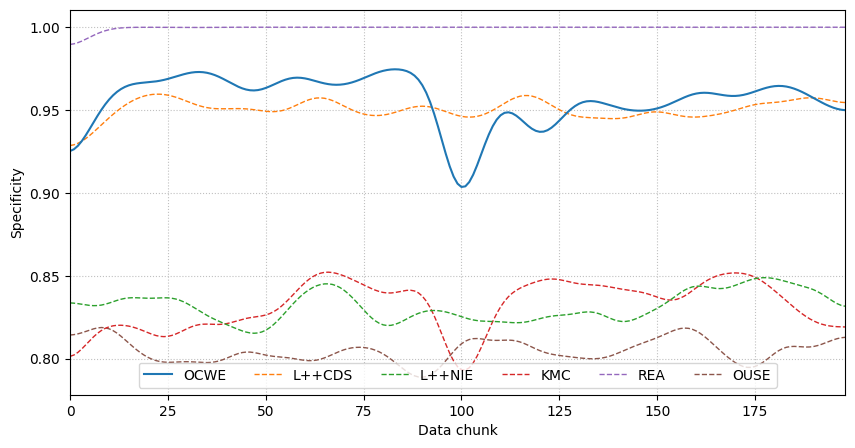 1.00
0.95
0.90
0.85
0.80
Specificity
OCWE L++CDS L++NIE KMC REA OUSE
0 25 50 75 100 125 150 175
Data chunk